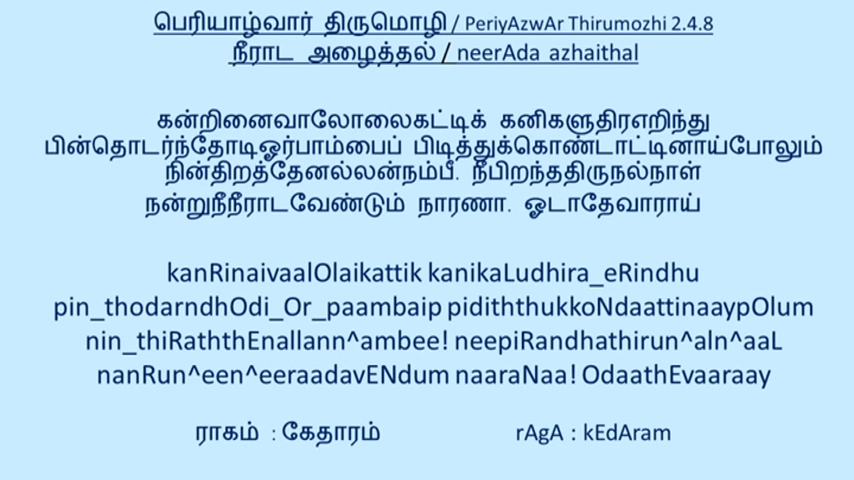 பெரியாழ்வார் திருமொழி / PeriyAzwAr Thirumozhi 2.4.8
நீராட அழைத்தல் / neerAda azhaithal
கன்றினைவாலோலைகட்டிக் கனிகளுதிரஎறிந்து
பின்தொடர்ந்தோடிஓர்பாம்பைப் பிடித்துக்கொண்டாட்டினாய்போலும்
நின்திறத்தேனல்லன்நம்பீ. நீபிறந்ததிருநல்நாள்
நன்றுநீநீராடவேண்டும் நாரணா. ஓடாதேவாராய்
kanRinaivaalOlaikattik kanikaLudhira_eRindhu
pin_thodarndhOdi_Or_paambaip pidiththukkoNdaattinaaypOlum
nin_thiRaththEnallann^ambee! neepiRandhathirun^aln^aaL
nanRun^een^eeraadavENdum naaraNaa! OdaathEvaaraay
ராகம் : கேதாரம் rAgA : kEdAram